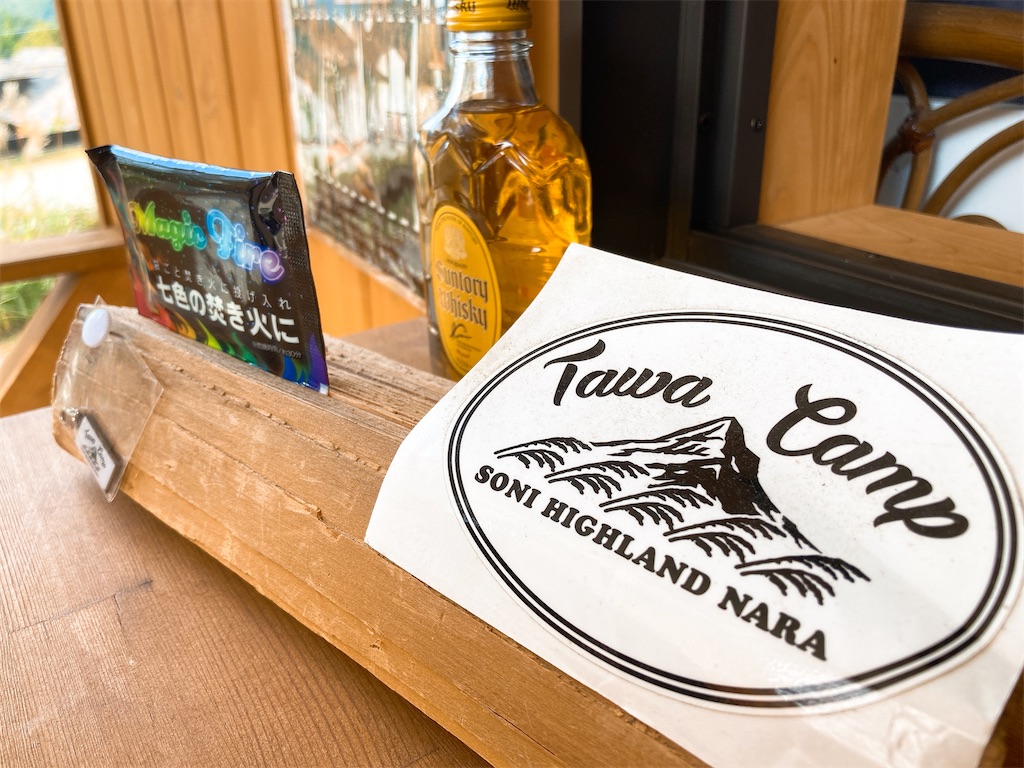 Magic Fire
七色の焚き火に
Suntory
Whisky
Tawa Camp
SONI HIGHLAND NARA